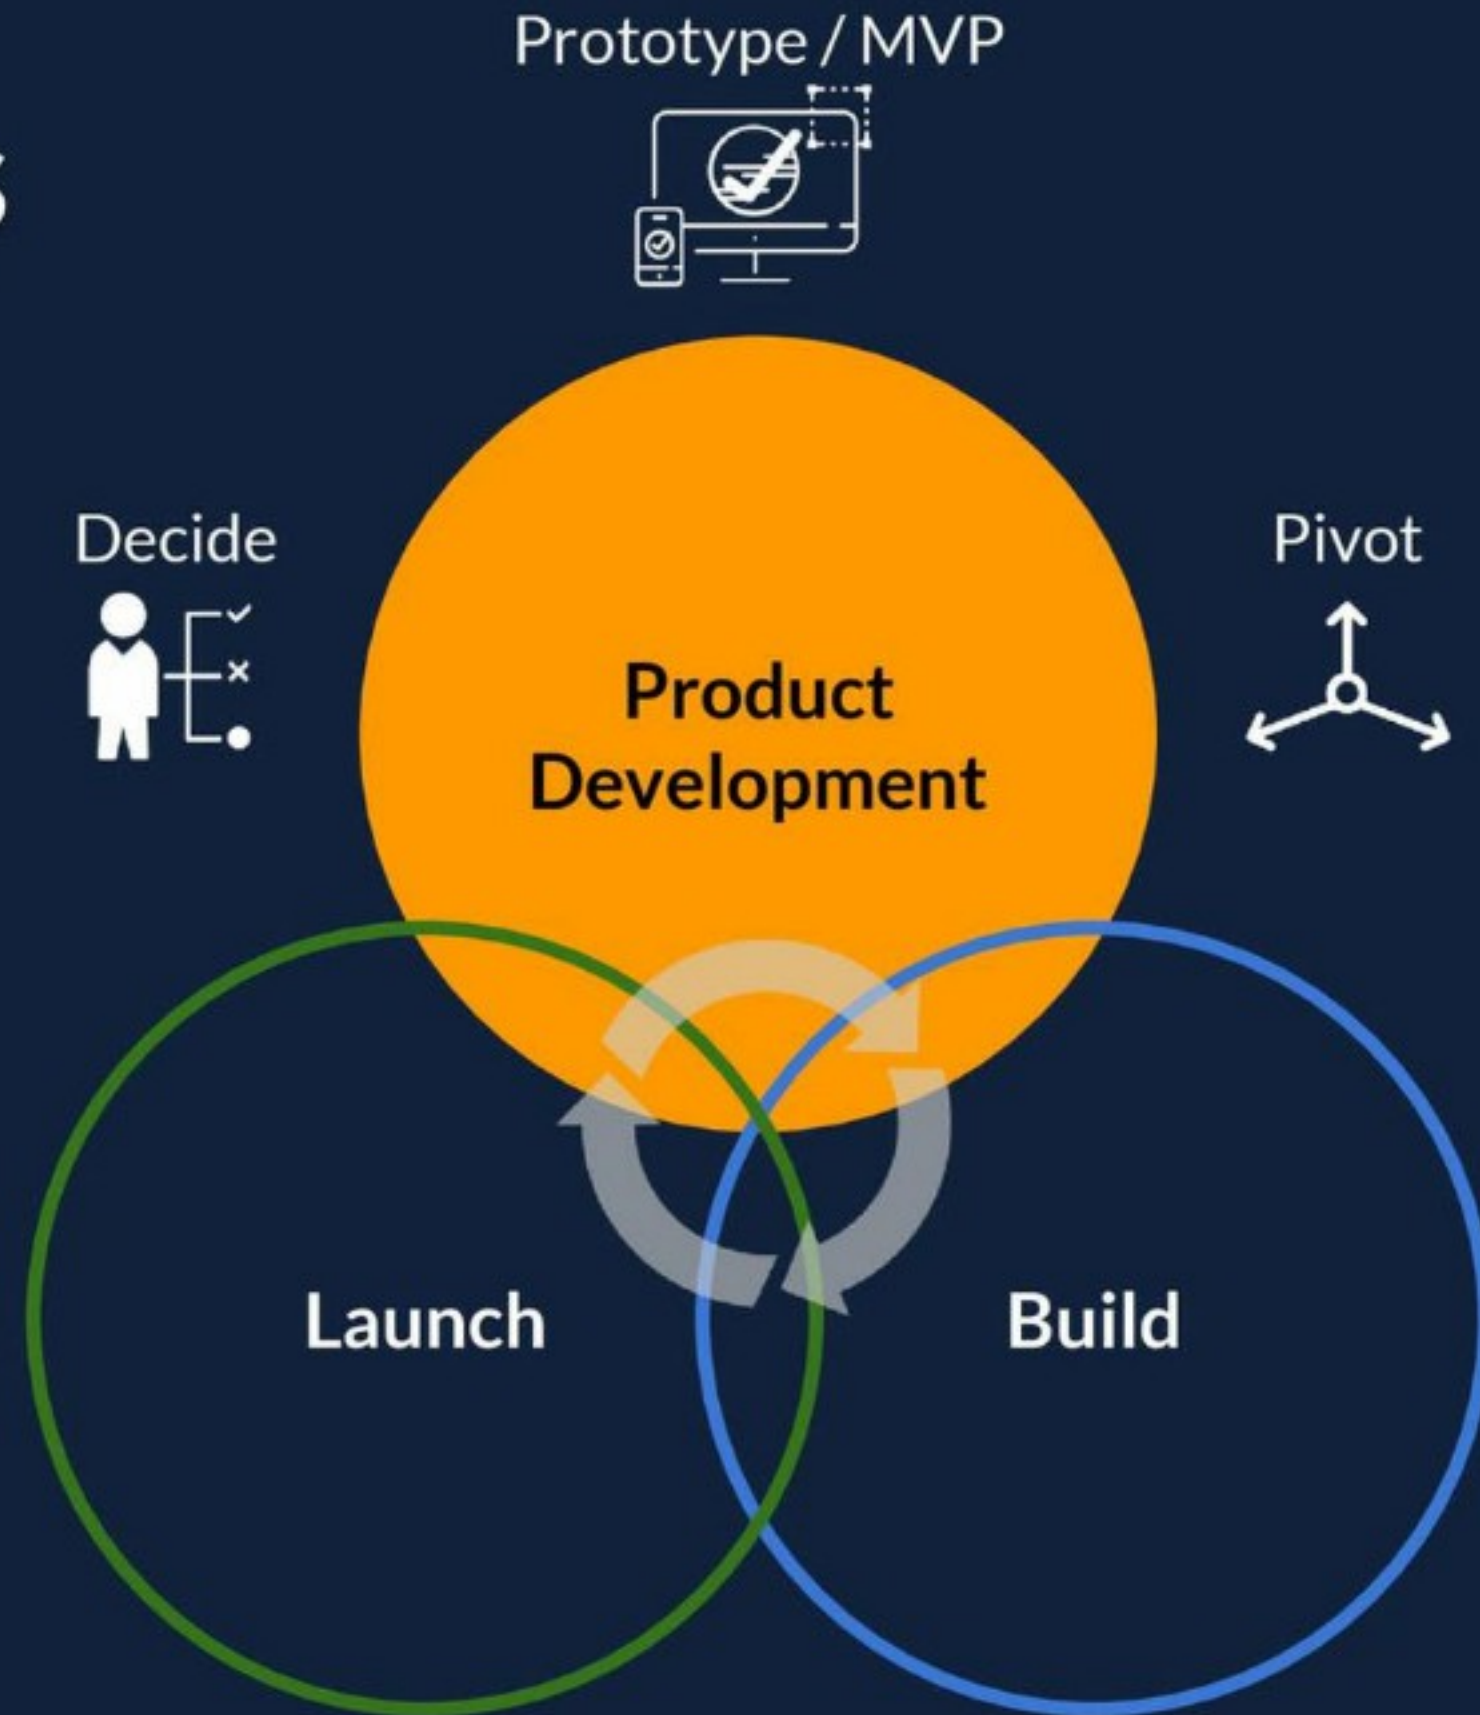 Prototype / MVP
Decide
Pivot
Product
Development
Launch
Build